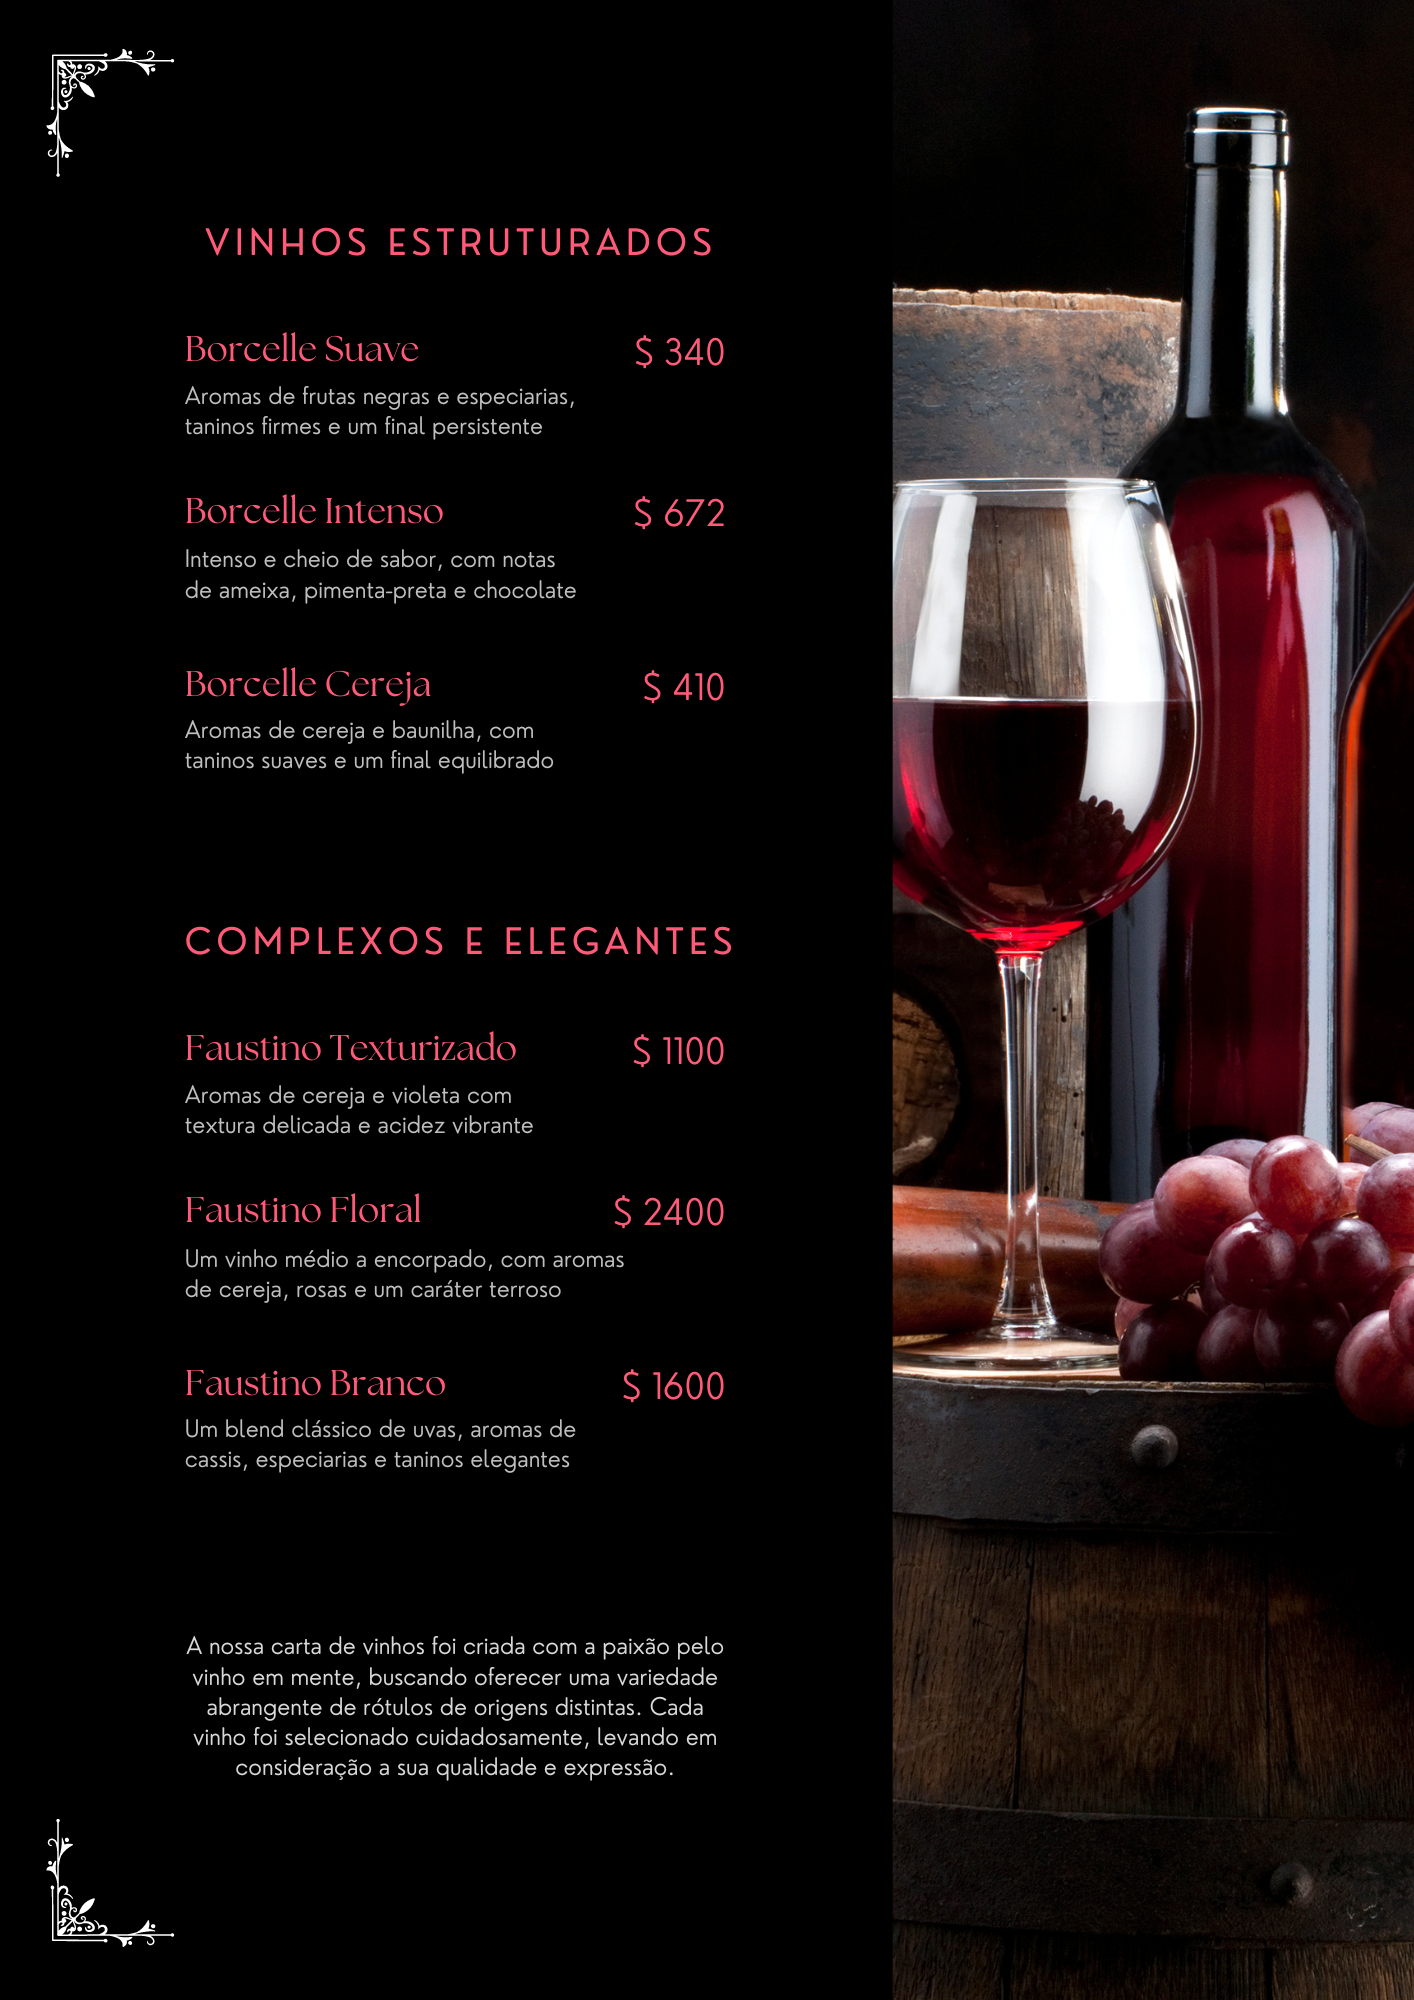 VINHOS ESTRUTURADOS
Borcelle Suave $ 340
Aromas de frutas negras e especiarias,
taninos firmes e um final persistente
Borcelle Intenso $ 672
Intenso e cheio de sabor, com notas
de ameixa, pimenta-preta e chocolate
Borcelle Cereja $ 410
Aromas de cereja e baunilha, com
taninos suaves e um final equilibrado
COMPLEXOS E ELEGANTES
Faustino Texturizado $ 1100
Aromas de cereja e violeta com
textura delicada e acidez vibrante
Faustino Floral $ 2400
Um vinho médio a encorpado, com aromas
de cereja, rosas e um caráter terroso
Faustino Branco $ 1600
Um blend clássico de uvas, aromas de
cassis, especiarias e taninos elegantes
A nossa carta de vinhos foi criada com a paixão pelo
vinho em mente, buscando oferecer uma variedade
abrangente de rótulos de origens distintas. Cada
vinho foi selecionado cuidadosamente, levando em
consideração a sua qualidade e expressão.